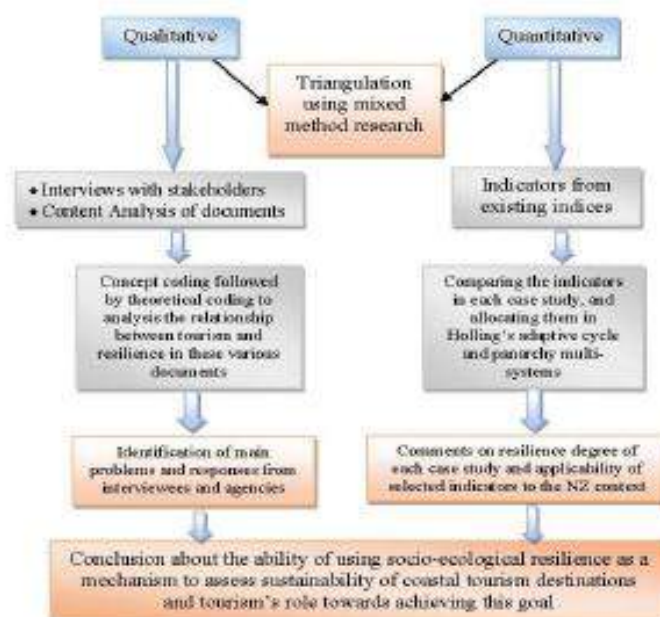 Qualitative
Quantitative
Triangulation
using mixed
method research
• Interviews with stakeholders
• Content Analysis of documents
Indicators from
existing indices
Concept coding followed
by theoretical coding to
analysis the relationship
between tourism and
resilience in these various
documents
Comparing the indicators
in each case study, and
allocating them in
Holling's adaptive cycle
and panarchy multi-
systems
Identification of main
problems and responses from
interviewees and agencies
Comments on resilience degree of
each case study and applicability of
selected indicators to the NZ context
Conclusion about the ability of using socio-ecological resilience as a
mechanism to assess sustainability of coastal tourism destinations
and tourism's role towards achieving this goal